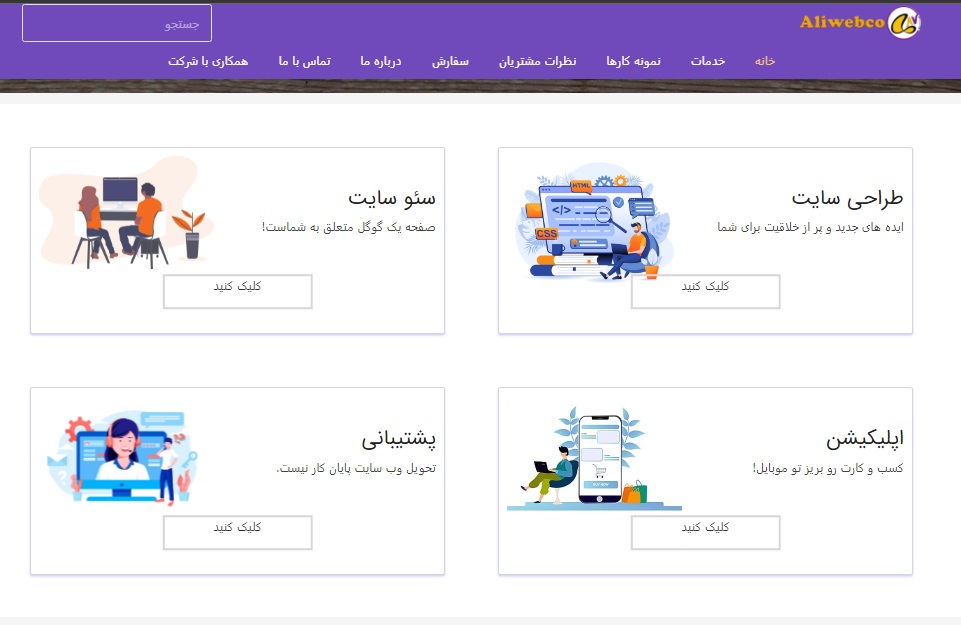 Aliwebco
جستجو
خانه
خدمات
نمونه کارها
نظرات مشتریان
سفارش
درباره ما
تماس با ما
همکاری با شرکت
طراحی سایت
ایده های جدید و پر از خلاقیت برای شما
HTML
</>
CSS
کلیک کنید
سئو سایت
صفحه یک گوگل متعلق به شماست!
کلیک کنید
اپلیکیشن
کسب و کارت رو بریز تو موبایل!
BUY NOW
کلیک کنید
پشتیبانی
تحویل وب سایت پایان کار نیست.
کلیک کنید